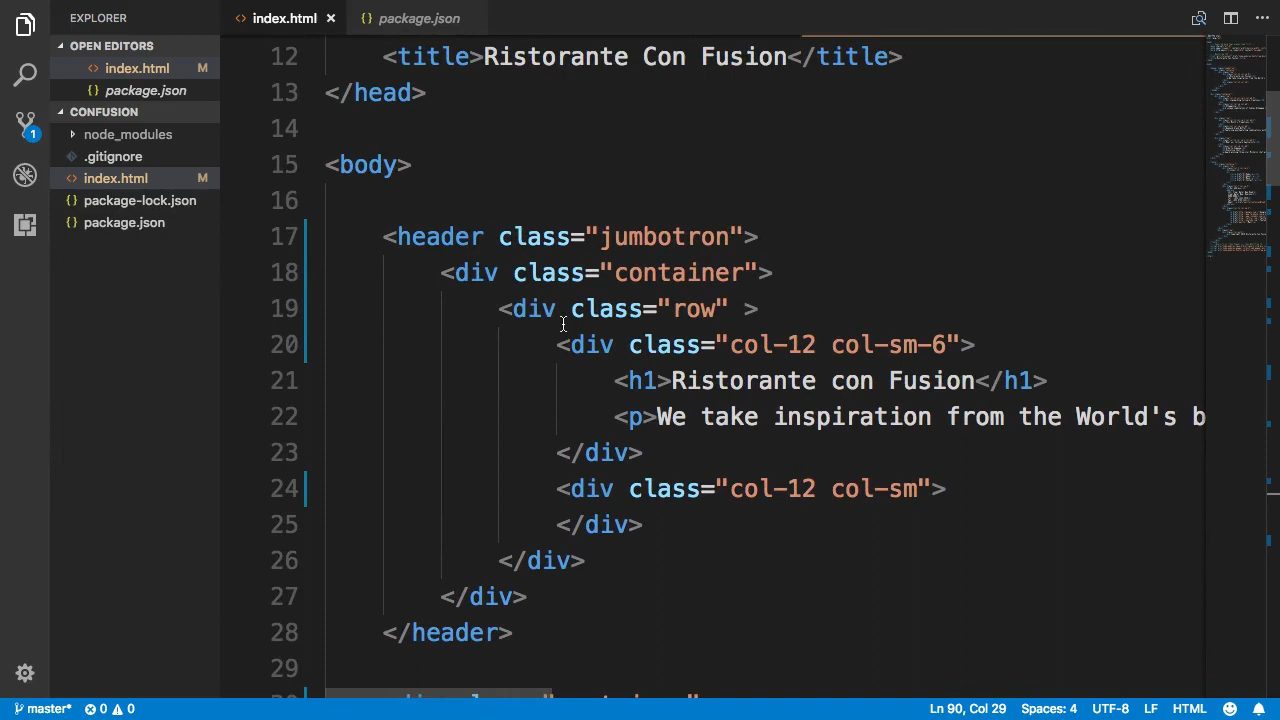 EXPLORER
OPEN EDITORS
<> index.html M
{ } package.json
CONFUSION
node_modules
.gitignore
<> index.html M
{ } package-lock.json
{ } package.json
1
<> index.html ×
{ } package.json
12 <title>Ristorante Con Fusion</title>
13 </head>
14
15 <body>
16
17 <header class="jumbotron">
18 <div class="container">
19 <div class="row" >
20 <div class="col-12 col-sm-6">
21 <h1>Ristorante con Fusion</h1>
22 <p>We take inspiration from the World's b
23 </div>
24 <div class="col-12 col-sm">
25 </div>
26 </div>
27 </div>
28 </header>
29
master* 0 0 Ln 90, Col 29 Spaces: 4 UTF-8 LF HTML